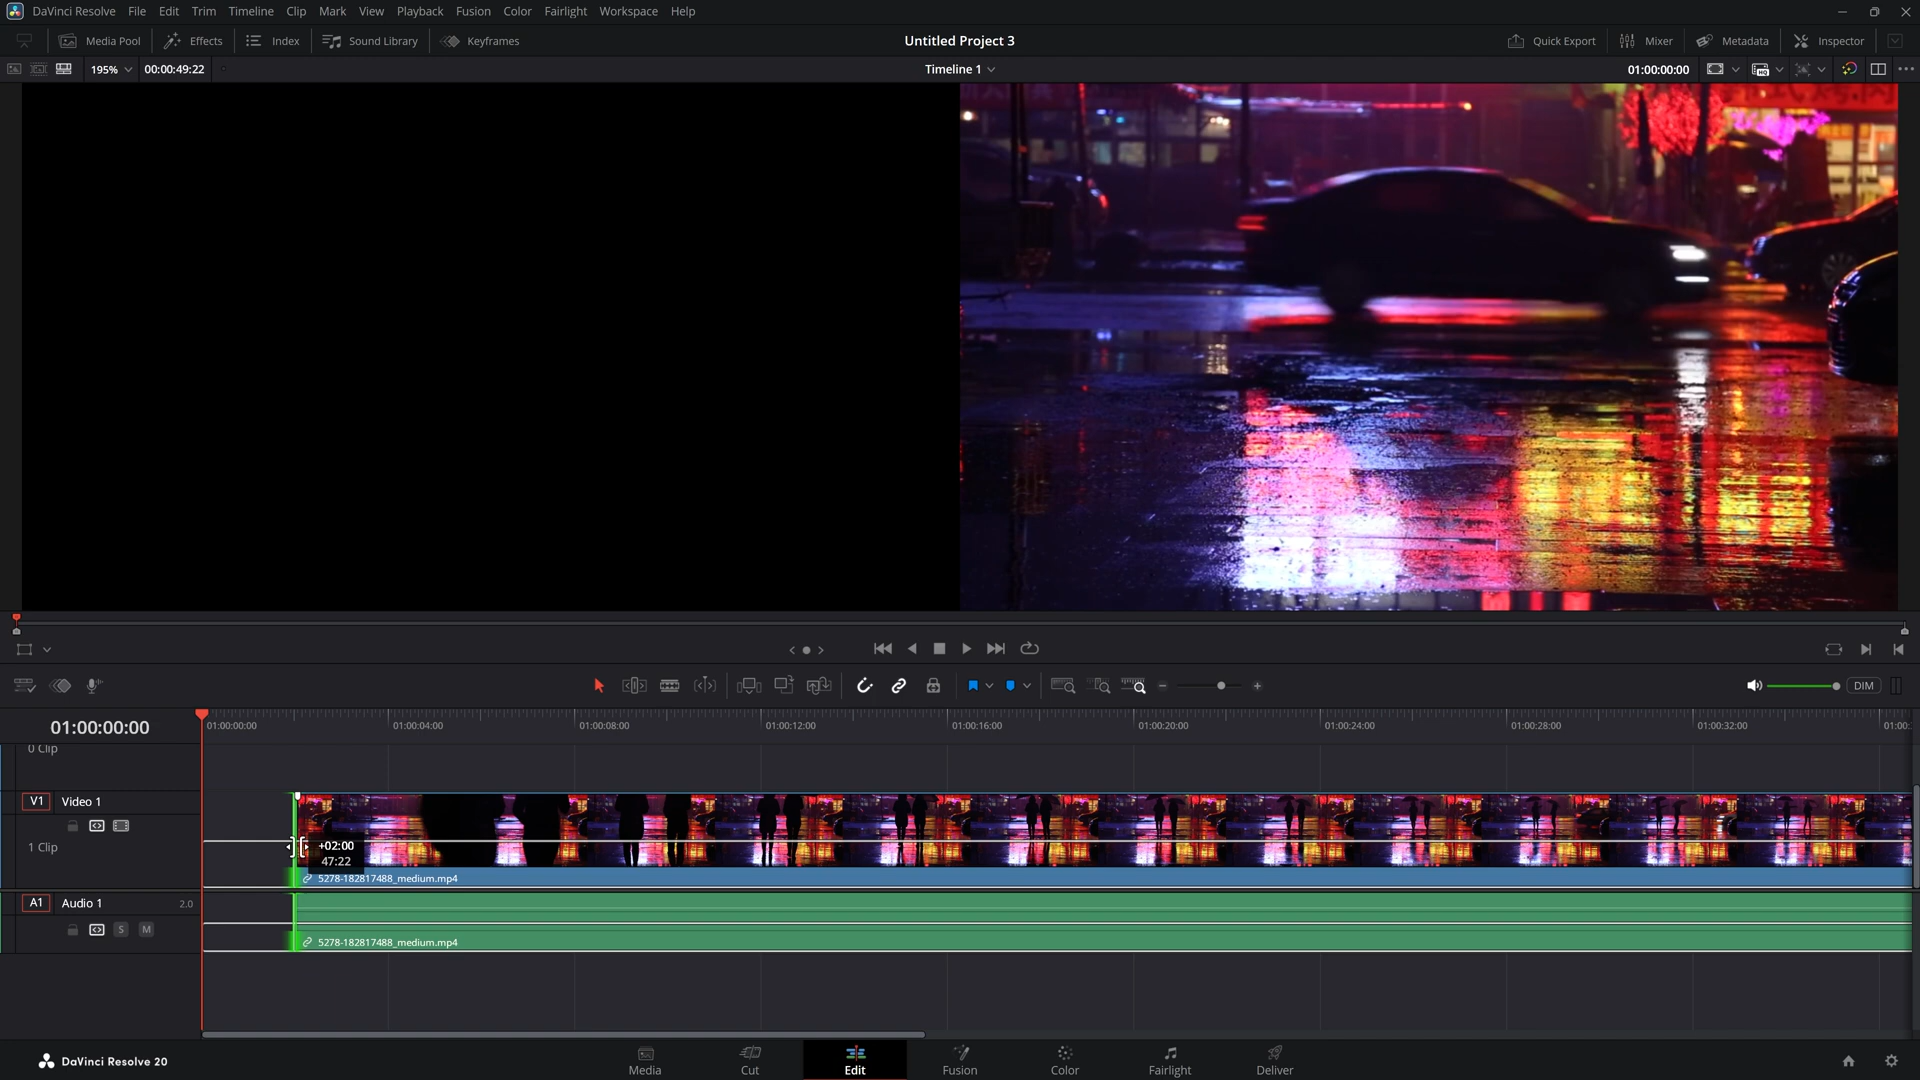 DaVinci Resolve File Edit Trim Timeline Clip Mark View Playback Fusion Color Fairlight Workspace Help
Media Pool Effects Index Sound Library Keyframes Untitled Project 3 Quick Export Mixer Metadata Inspector
195% 00:00:49:22 Timeline 1 01:00:00:00
DIM
01:00:00:00 01:00:00:00 01:00:04:00 01:00:08:00 01:00:12:00 01:00:16:00 01:00:20:00 01:00:24:00 01:00:28:00 01:00:32:00 01:00:
0 Clip
V1 Video 1
1 Clip
+02:00
47:22
5278-182817488_medium.mp4
A1 Audio 1 2.0
S M
5278-182817488_medium.mp4
DaVinci Resolve 20 Media Cut Edit Fusion Color Fairlight Deliver